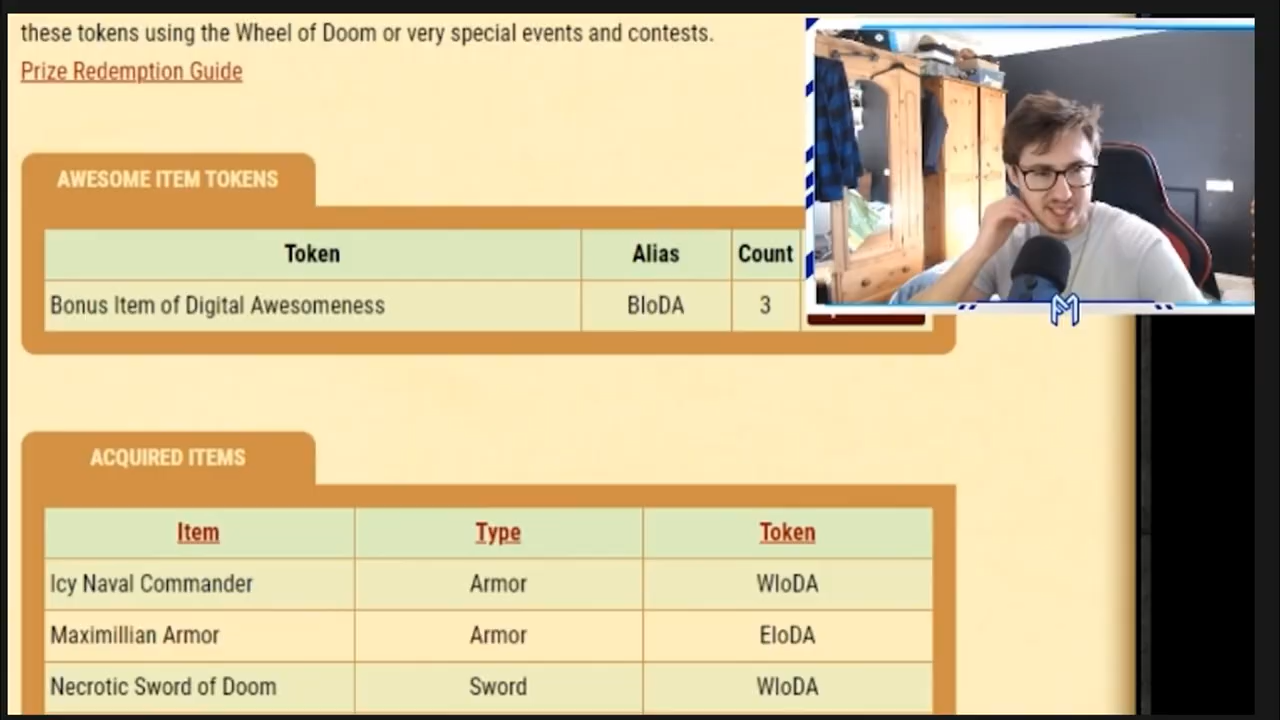 these tokens using the Wheel of Doom or very special events and contests.
Prize Redemption Guide
AWESOME ITEM TOKENS
Token Alias Count
Bonus Item of Digital Awesomeness BIoDA 3
ACQUIRED ITEMS
Item Type Token
Icy Naval Commander Armor WIoDA
Maximillian Armor Armor EIoDA
Necrotic Sword of Doom Sword WIoDA